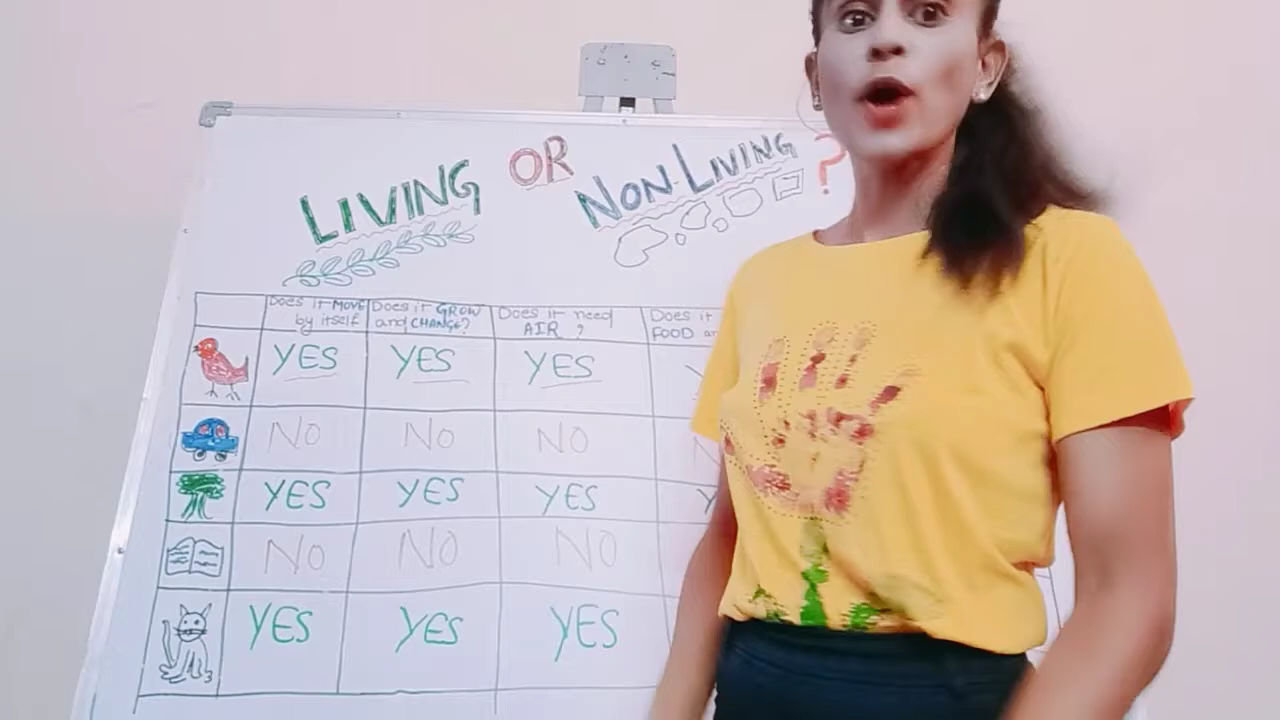 LIVING OR NON-LIVING ?
Does it MOVE Does it GROW Does it need Does it
by itself and CHANGE? AIR ? FOOD
YES YES YES
NO NO NO
YES YES YES
NO NO NO
YES YES YES